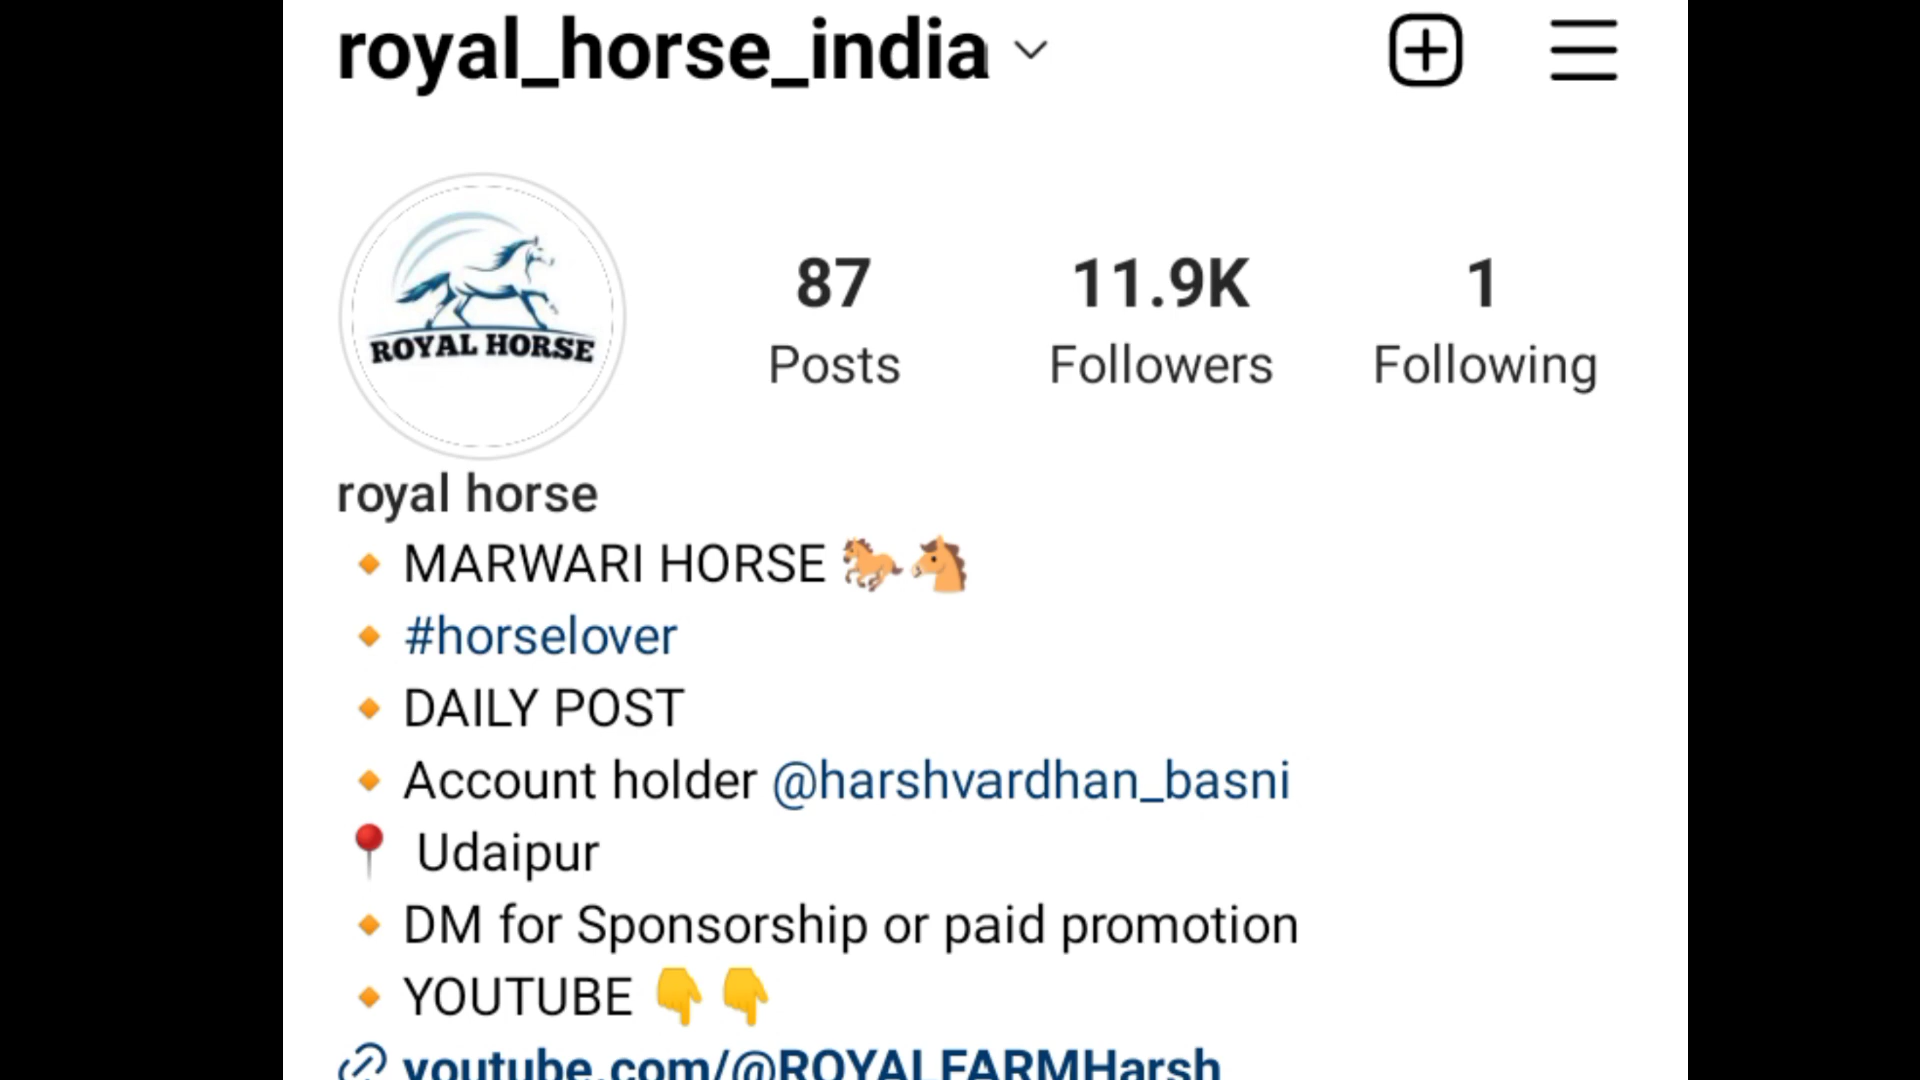 royal_horse_india
ROYAL HORSE
87 11.9K 1
Posts Followers Following
royal horse
🔸MARWARI HORSE 🐎🐴
🔸#horselover
🔸DAILY POST
🔸Account holder @harshvardhan_basni
📍 Udaipur
🔸DM for Sponsorship or paid promotion
🔸YOUTUBE 👇👇
youtube.com/@ROYALFARMHarsh